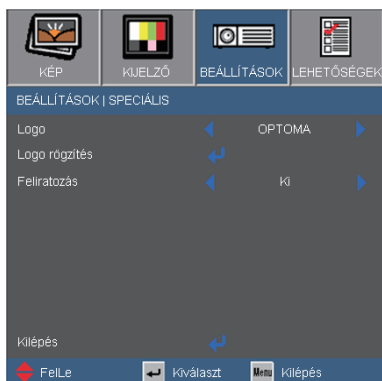 KÉP KIJELZŐ BEÁLLÍTÁSOK LEHETŐSÉGEK
BEÁLLÍTÁSOK | SPECIÁLIS
Logo OPTOMA
Logo rögzítés
Feliratozás Ki
Kilépés
FelLe Kiválaszt Menu Kilépés